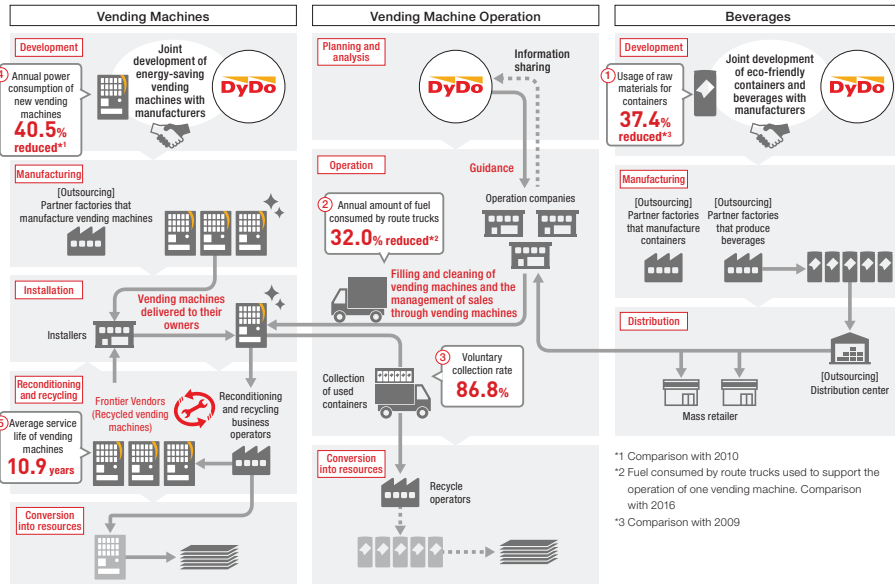 Vending Machines
Development
4
Annual power
consumption of
new vending
machines
40.5%
reduced*1
Joint
development of
energy-saving
vending
machines with
manufacturers
DyDo
Manufacturing
[Outsourcing]
Partner factories that
manufacture vending machines
Installation
Vending machines
delivered to their
owners
Installers
Reconditioning
and recycling
Frontier Vendors
(Recycled vending
machines)
Reconditioning
and recycling
business
operators
5
Average service
life of vending
machines
10.9 years
Conversion
into resources
Vending Machine Operation
Planning and
analysis
DyDo
Information
sharing
Operation
Guidance
2
Annual amount of fuel
consumed by route trucks
32.0% reduced*2
Operation companies
Filling and cleaning of
vending machines and the
management of sales
through vending machines
Collection
of used
containers
3
Voluntary
collection rate
86.8%
Conversion
into resources
Recycle
operators
Beverages
Development
1
Usage of raw
materials for
containers
37.4%
reduced*3
Joint development
of eco-friendly
containers and
beverages with
manufacturers
DyDo
Manufacturing
[Outsourcing]
Partner factories
that manufacture
containers
[Outsourcing]
Partner factories
that produce
beverages
Distribution
[Outsourcing]
Distribution center
Mass retailer
*1 Comparison with 2010
*2 Fuel consumed by route trucks used to support the
operation of one vending machine. Comparison
with 2016
*3 Comparison with 2009